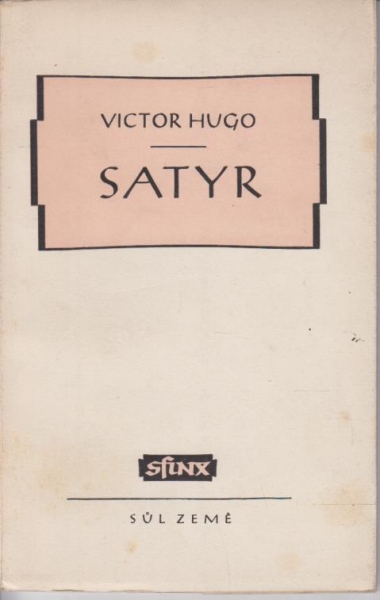 VICTOR HUGO
SATYR
sfinx
SŮL ZEMĚ